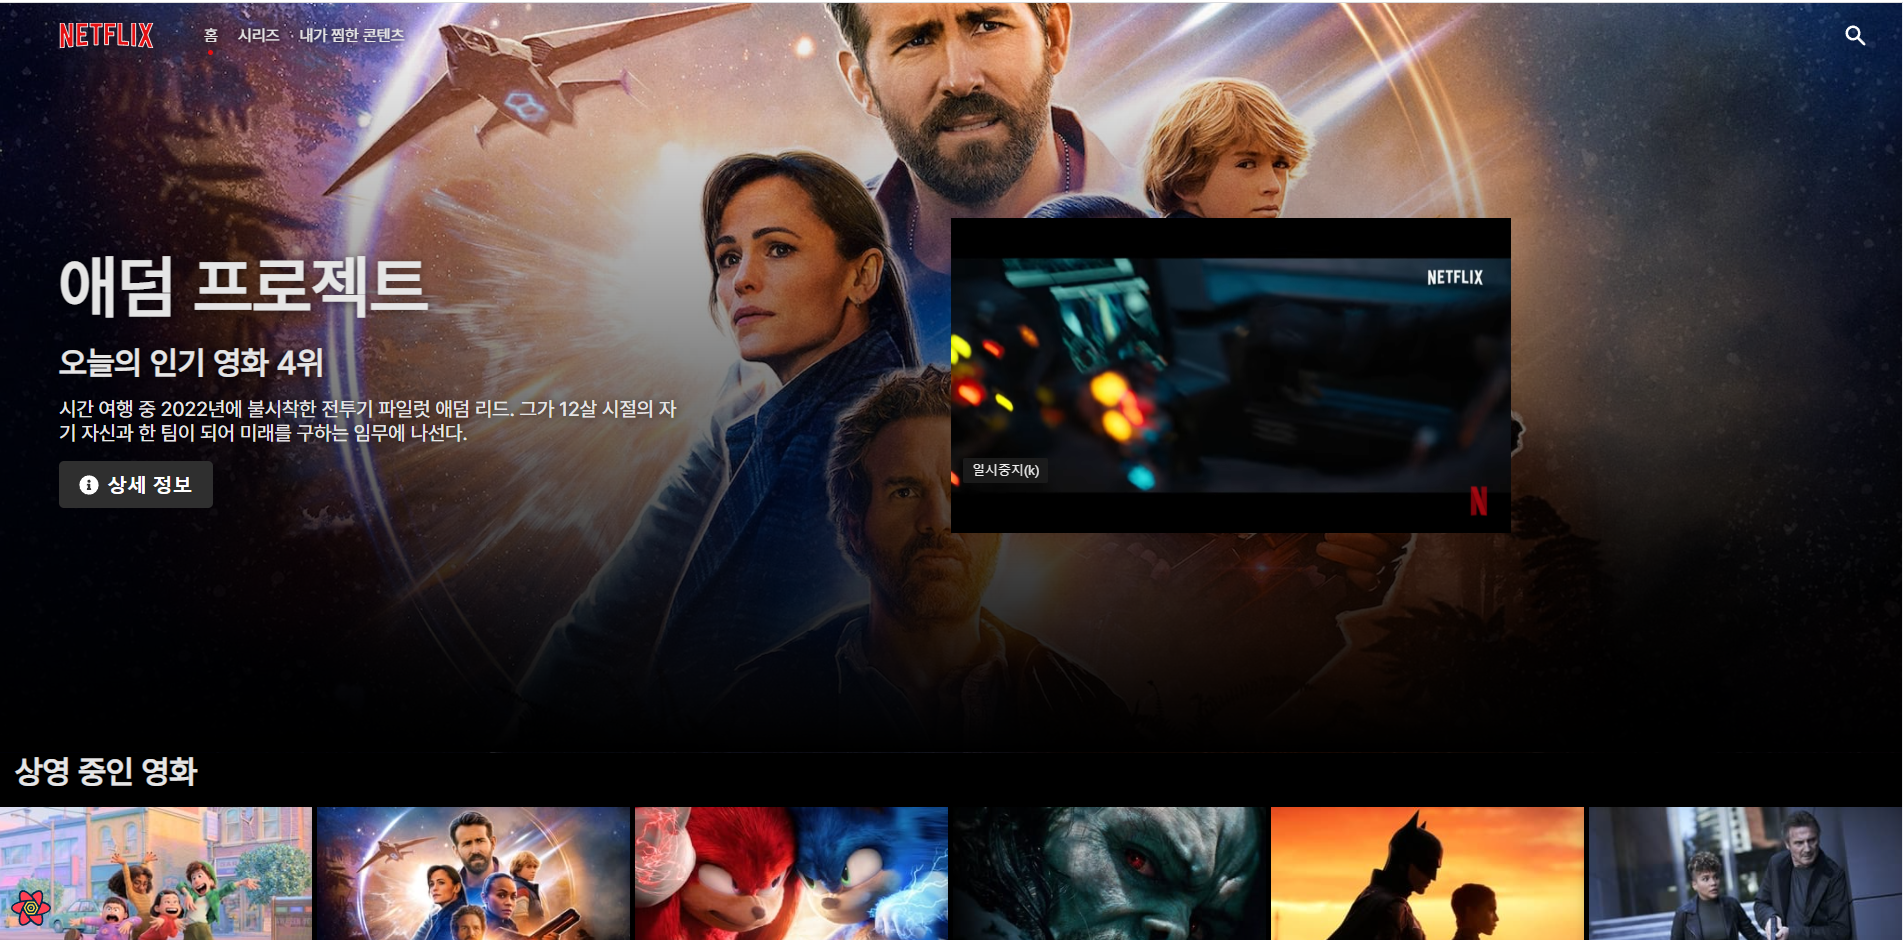 NETFLIX
홈 시리즈 내가 찜한 콘텐츠
NETFLIX
애덤 프로젝트
오늘의 인기 영화 4위
시간 여행 중 2022년에 불시착한 전투기 파일럿 애덤 리드. 그가 12살 시절의 자
기 자신과 한 팀이 되어 미래를 구하는 임무에 나선다.
일시중지(k)
상세 정보
N
상영 중인 영화